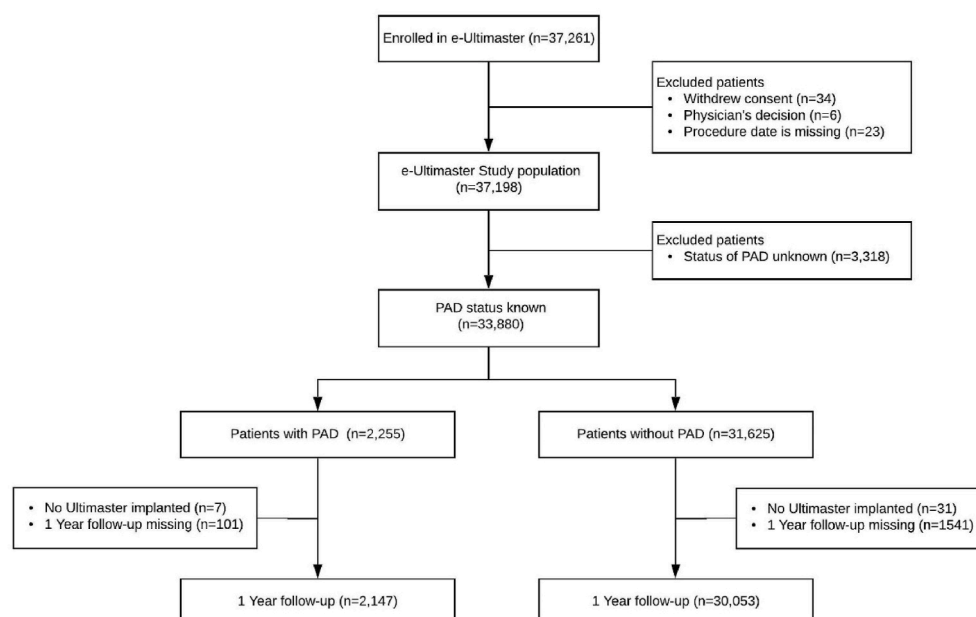 Enrolled in e-Ultimaster (n=37,261)
Excluded patients
• Withdrew consent (n=34)
• Physician's decision (n=6)
• Procedure date is missing (n=23)
e-Ultimaster Study population
(n=37,198)
Excluded patients
• Status of PAD unknown (n=3,318)
PAD status known
(n=33,880)
Patients with PAD (n=2,255)
Patients without PAD (n=31,625)
• No Ultimaster implanted (n=7)
• 1 Year follow-up missing (n=101)
• No Ultimaster implanted (n=31)
• 1 Year follow-up missing (n=1541)
1 Year follow-up (n=2,147)
1 Year follow-up (n=30,053)